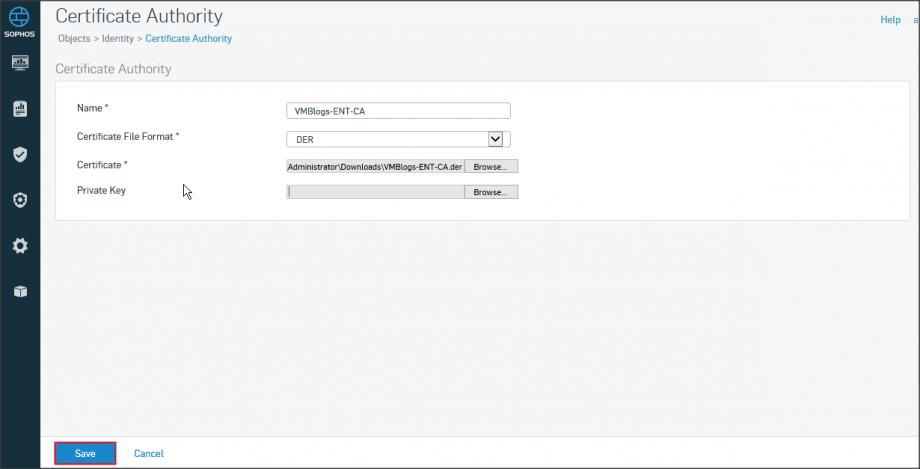 Certificate Authority
Help a
SOPHOS
Objects > Identity > Certificate Authority
Certificate Authority
Name *
VMBlogs-ENT-CA
Certificate File Format *
DER
Certificate *
Administrator\Downloads\VMBlogs-ENT-CA.der
Browse...
Private Key
Browse...
Save
Cancel